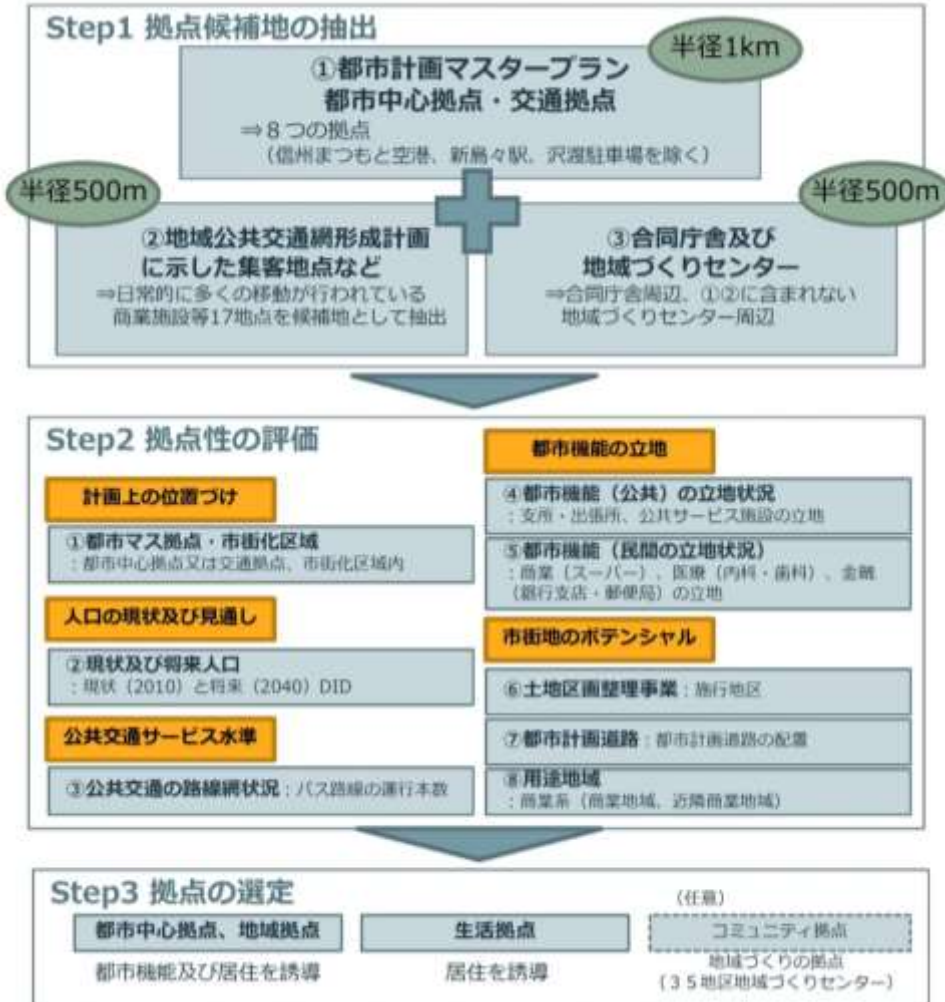 Step1 拠点候補地の抽出
半径1km
①都市計画マスタープラン
都市中心拠点・交通拠点
⇒８つの拠点
（信州まつもと空港、新島々駅、沢渡駐車場を除く）
半径500m
②地域公共交通網形成計画
に示した集客地点など
⇒日常的に多くの移動が行われている
商業施設等17地点を候補地として抽出
半径500m
③合同庁舎及び
地域づくりセンター
⇒合同庁舎周辺、①②に含まれない
地域づくりセンター周辺
Step2 拠点性の評価
計画上の位置づけ
①都市マス拠点・市街化区域
：都市中心拠点又は交通拠点、市街化区域内
人口の現状及び見通し
②現状及び将来人口
：現状（2010）と将来（2040）DID
公共交通サービス水準
③公共交通の路線網状況：バス路線の運行本数
都市機能の立地
④都市機能（公共）の立地状況
：支所・出張所、公共サービス施設の立地
⑤都市機能（民間の立地状況）
：商業（スーパー）、医療（内科・歯科）、金融
（銀行支店・郵便局）の立地
市街地のポテンシャル
⑥土地区画整理事業：施行地区
⑦都市計画道路：都市計画道路の配置
⑧用途地域
：商業系（商業地域、近隣商業地域）
Step3 拠点の選定
都市中心拠点、地域拠点
都市機能及び居住を誘導
生活拠点
居住を誘導
（任意）
コミュニティ拠点
地域づくりの拠点
（３５地区地域づくりセンター）